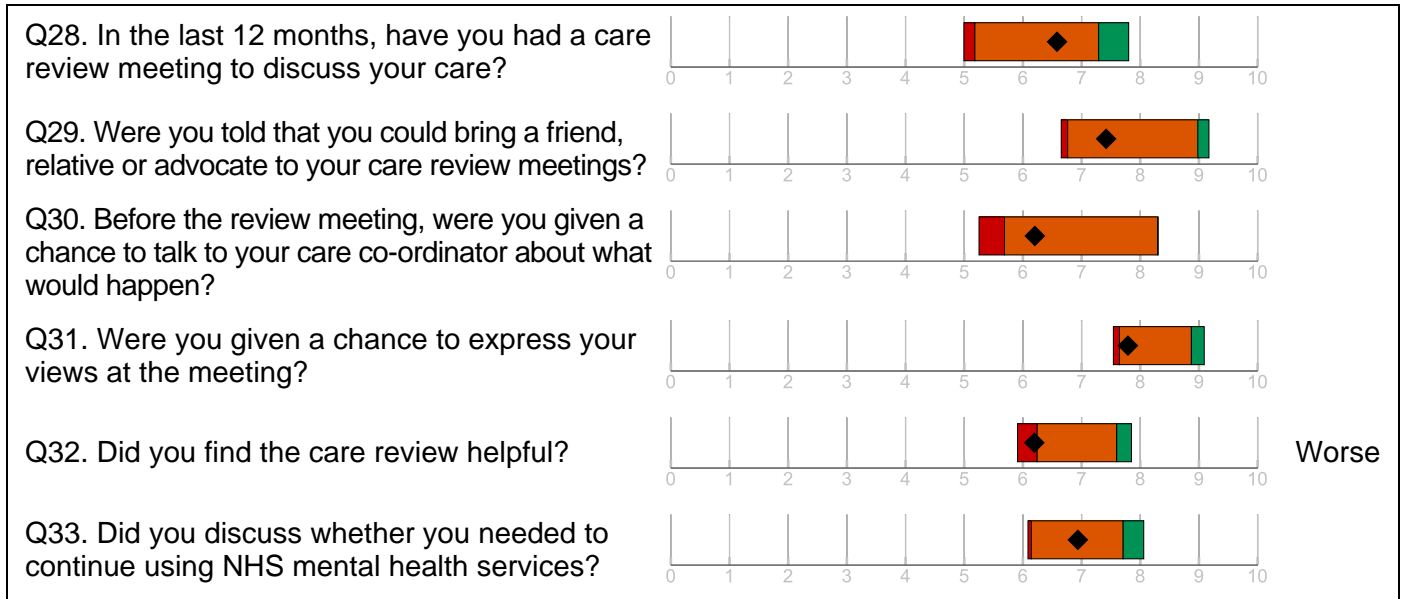 Q28. In the last 12 months, have you had a care
review meeting to discuss your care?
0 1 2 3 4 5 6 7 8 9 10
Q29. Were you told that you could bring a friend,
relative or advocate to your care review meetings?
0 1 2 3 4 5 6 7 8 9 10
Q30. Before the review meeting, were you given a
chance to talk to your care co-ordinator about what
would happen?
0 1 2 3 4 5 6 7 8 9 10
Q31. Were you given a chance to express your
views at the meeting?
0 1 2 3 4 5 6 7 8 9 10
Q32. Did you find the care review helpful?
Worse
0 1 2 3 4 5 6 7 8 9 10
Q33. Did you discuss whether you needed to
continue using NHS mental health services?
0 1 2 3 4 5 6 7 8 9 10